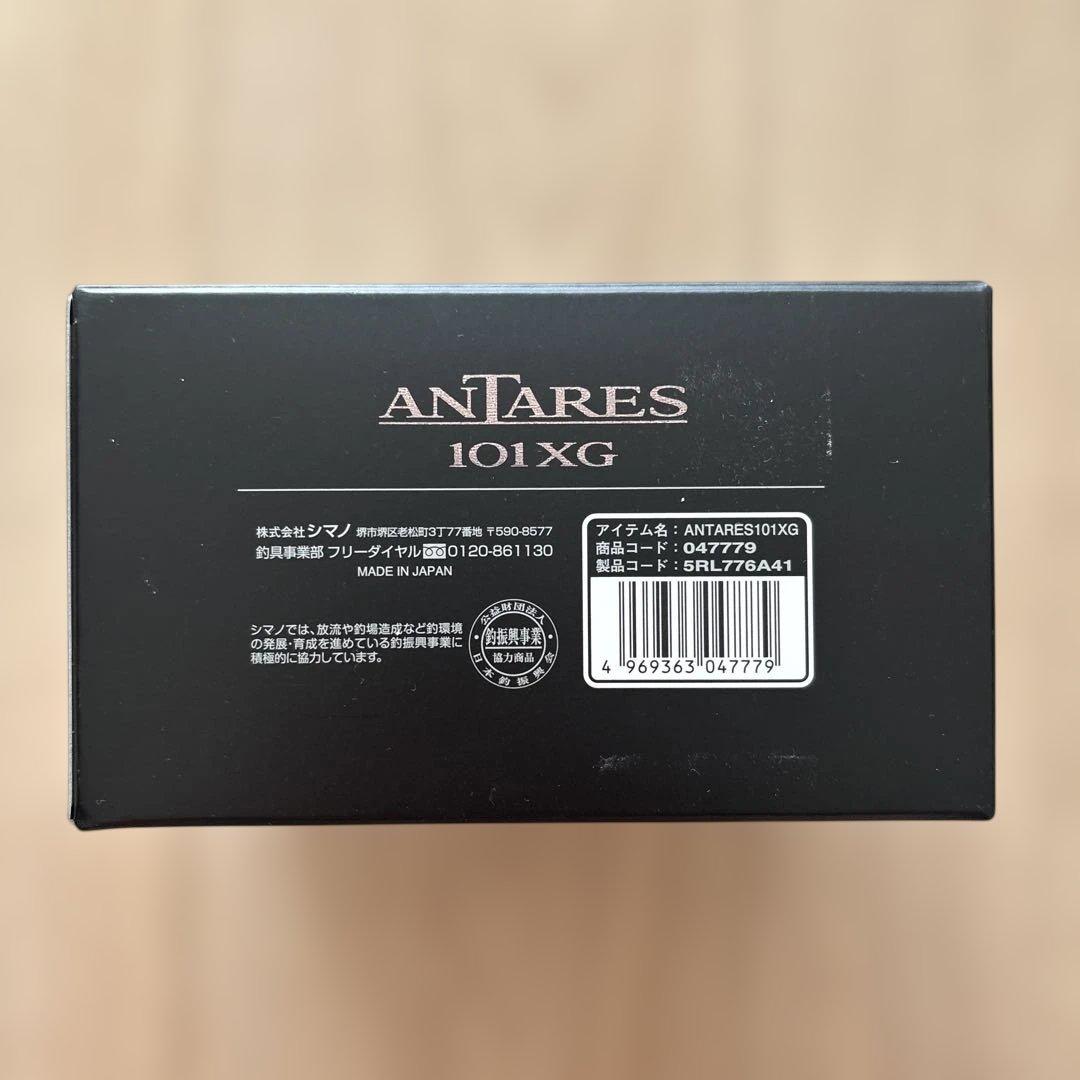 ANTARES
101XG
株式会社シマノ 堺市堺区老松町3丁77番地 〒590-8577
釣具事業部 フリーダイヤル 0120-861130
MADE IN JAPAN
シマノでは、放流や釣場造成など釣環境
の発展・育成を進めている釣振興事業に
積極的に協力しています。
公益財団法人
釣振興事業
協力商品
日本釣振興会
アイテム名：ANTARES101XG
商品コード：047779
製品コード：5RL776A41
4 969363 047779